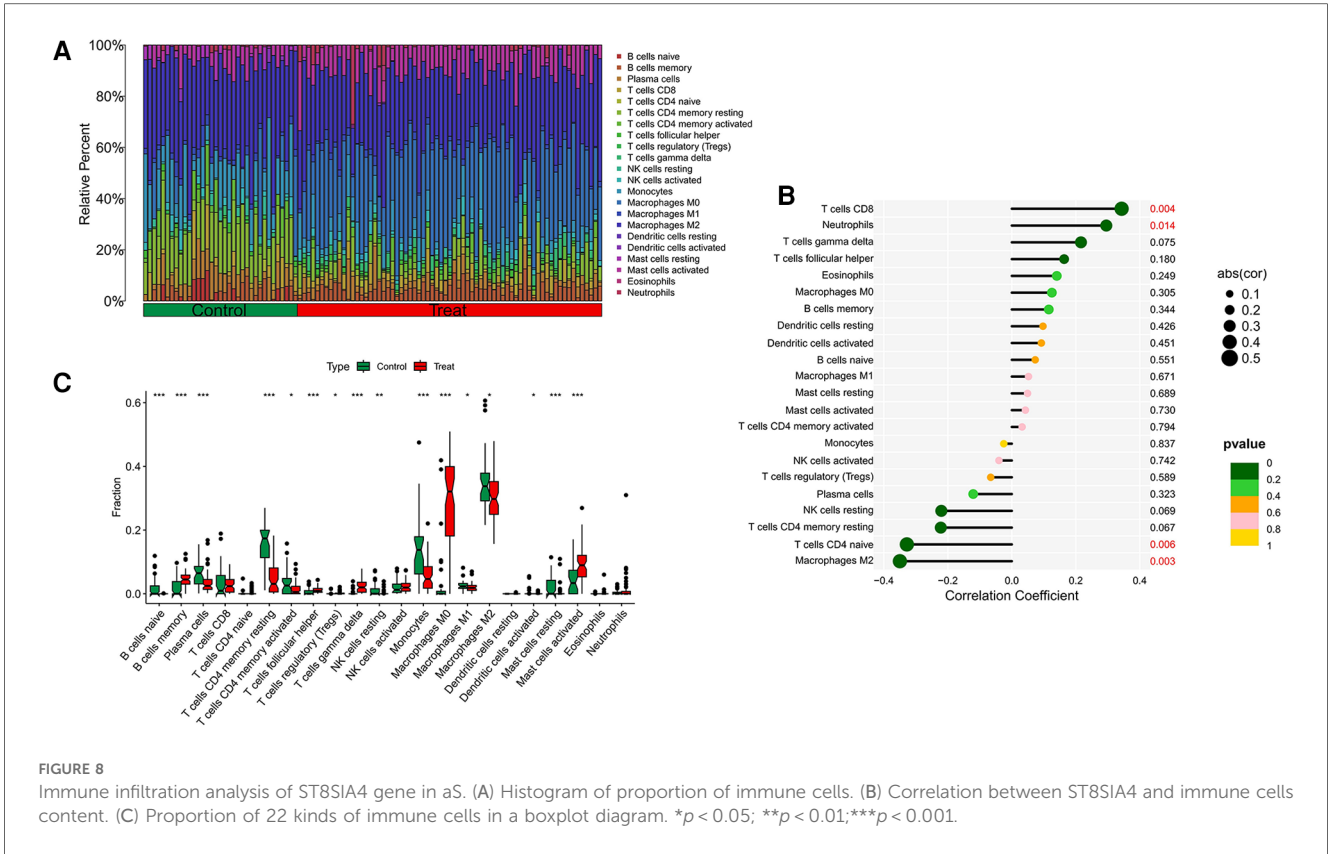 A
100%
80%
60%
40%
20%
0%
Relative Percent
Control
Treat
B cells naive
B cells memory
Plasma cells
T cells CD8
T cells CD4 naive
T cells CD4 memory resting
T cells CD4 memory activated
T cells follicular helper
T cells regulatory (Tregs)
T cells gamma delta
NK cells resting
NK cells activated
Monocytes
Macrophages M0
Macrophages M1
Macrophages M2
Dendritic cells resting
Dendritic cells activated
Mast cells resting
Mast cells activated
Eosinophils
Neutrophils
B
T cells CD8 0.004
Neutrophils 0.014
T cells gamma delta 0.075
T cells follicular helper 0.180
Eosinophils 0.249
Macrophages M0 0.305
B cells memory 0.344
Dendritic cells resting 0.426
Dendritic cells activated 0.451
B cells naive 0.551
Macrophages M1 0.671
Mast cells resting 0.689
Mast cells activated 0.730
T cells CD4 memory activated 0.794
Monocytes 0.837
NK cells activated 0.742
T cells regulatory (Tregs) 0.589
Plasma cells 0.323
NK cells resting 0.069
T cells CD4 memory resting 0.067
T cells CD4 naive 0.006
Macrophages M2 0.003
−0.4 −0.2 0.0 0.2 0.4
Correlation Coefficient
abs(cor)
0.1
0.2
0.3
0.4
0.5
pvalue
0
0.2
0.4
0.6
0.8
1
C
Type Control Treat
*** *** *** *** * *** * *** ** *** *** * * * *** ***
0.6
0.4
0.2
0.0
Fraction
B cells naive
B cells memory
Plasma cells
T cells CD8
T cells CD4 naive
T cells CD4 memory resting
T cells CD4 memory activated
T cells follicular helper
T cells regulatory (Tregs)
T cells gamma delta
NK cells resting
NK cells activated
Monocytes
Macrophages M0
Macrophages M1
Macrophages M2
Dendritic cells resting
Dendritic cells activated
Mast cells resting
Mast cells activated
Eosinophils
Neutrophils
FIGURE 8
Immune infiltration analysis of ST8SIA4 gene in aS. (A) Histogram of proportion of immune cells. (B) Correlation between ST8SIA4 and immune cells
content. (C) Proportion of 22 kinds of immune cells in a boxplot diagram. *p < 0.05; **p < 0.01;***p < 0.001.